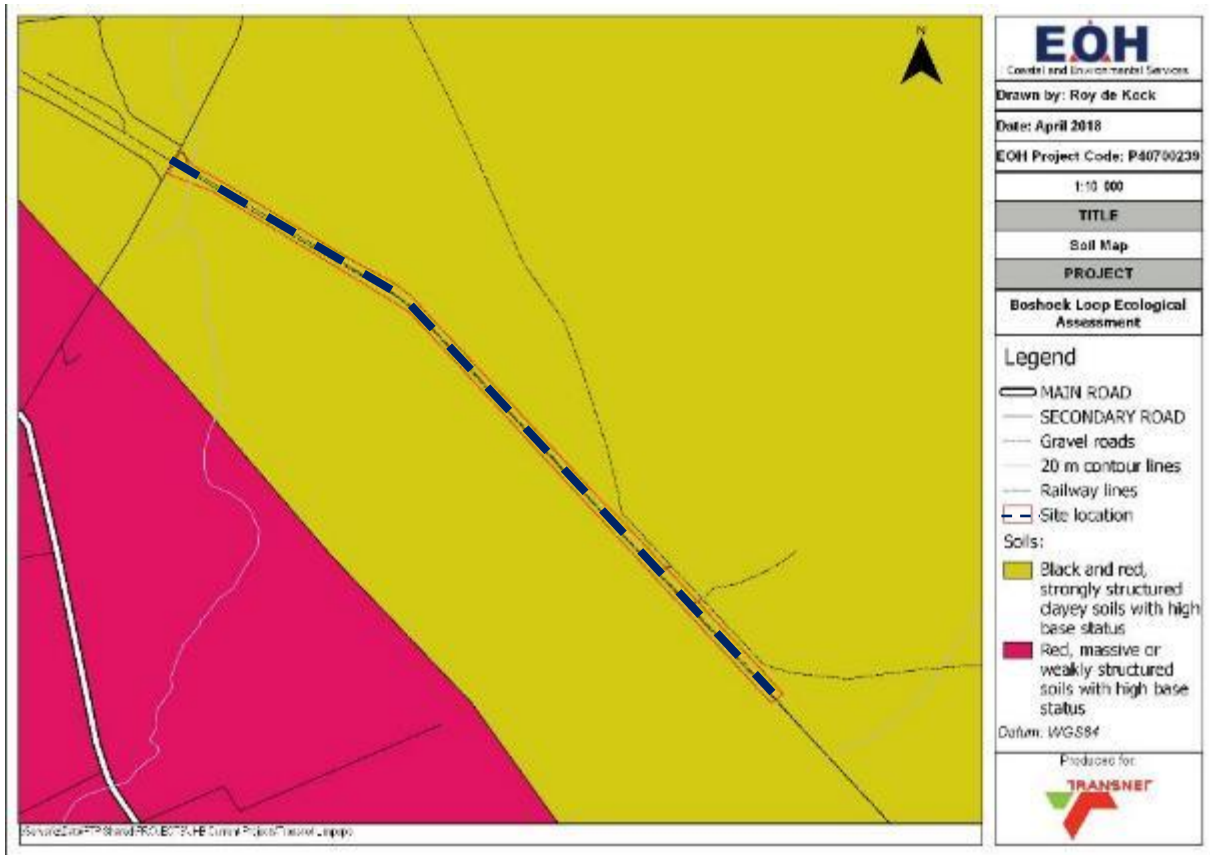 N
EOH
Coastal and Environmental Services
Drawn by: Roy de Kock
Date: April 2018
EOH Project Code: P40700239
1:10 000
TITLE
Soil Map
PROJECT
Boshoek Loop Ecological
Assessment
Legend
MAIN ROAD
SECONDARY ROAD
Gravel roads
20 m contour lines
Railway lines
Site location
Soils:
Black and red,
strongly structured
clayey soils with high
base status
Red, massive or
weakly structured
soils with high base
status
Datum: WGS84
Produced for:
TRANSNET